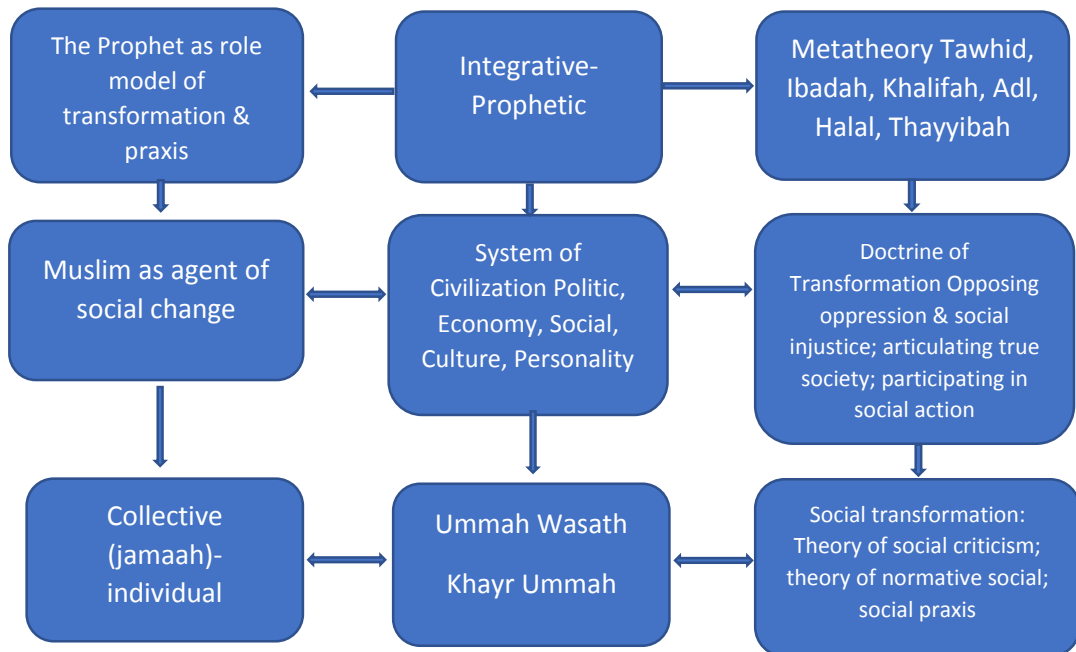 The Prophet as role
model of
transformation &
praxis
Integrative-
Prophetic
Metatheory Tawhid,
Ibadah, Khalifah, Adl,
Halal, Thayyibah
Muslim as agent of
social change
System of
Civilization Politic,
Economy, Social,
Culture, Personality
Doctrine of
Transformation Opposing
oppression & social
injustice; articulating true
society; participating in
social action
Collective
(jamaah)-
individual
Ummah Wasath
Khayr Ummah
Social transformation:
Theory of social criticism;
theory of normative social;
social praxis